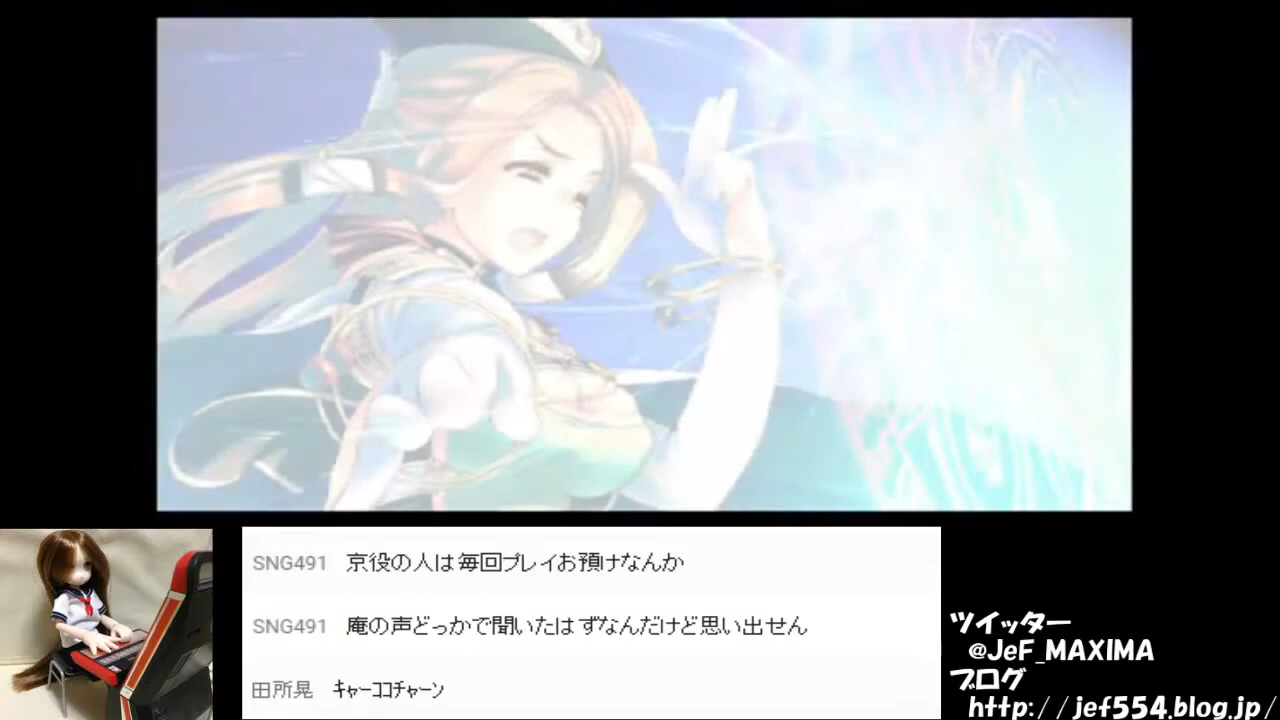 SNG491 京役の人は毎回プレイお預けなんか
SNG491 庵の声どっかで聞いたはずなんだけど思い出せん
田所晃 ｷｬｰｺｺﾁｬｰﾝ
ツイッター
@JeF_MAXIMA
ブログ
http://jef554.blog.jp/